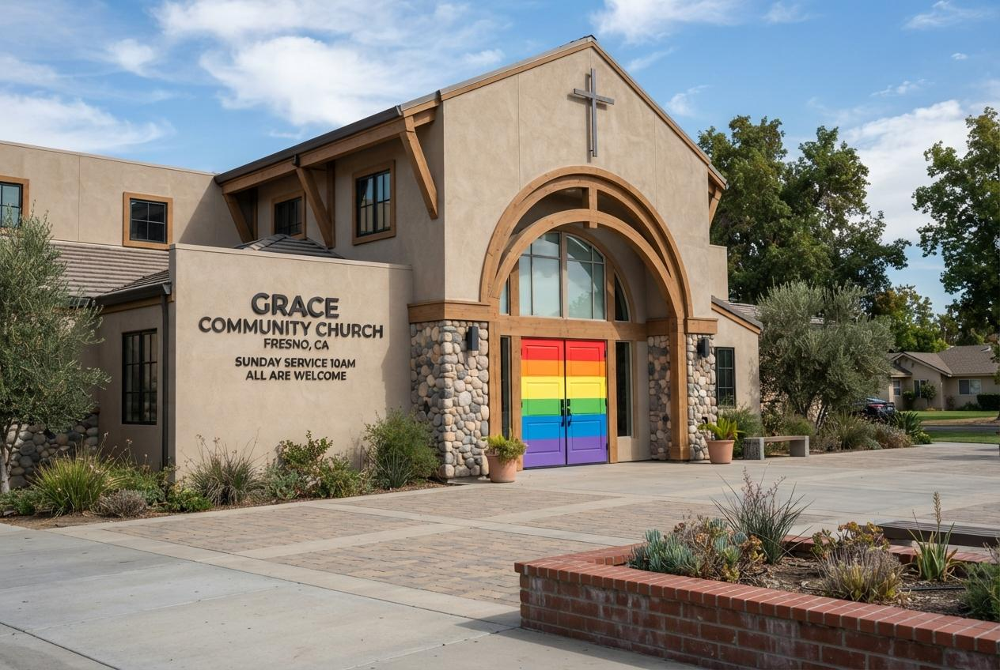 GRACE
COMMUNITY CHURCH
FRESNO, CA
SUNDAY SERVICE 10AM
ALL ARE WELCOME